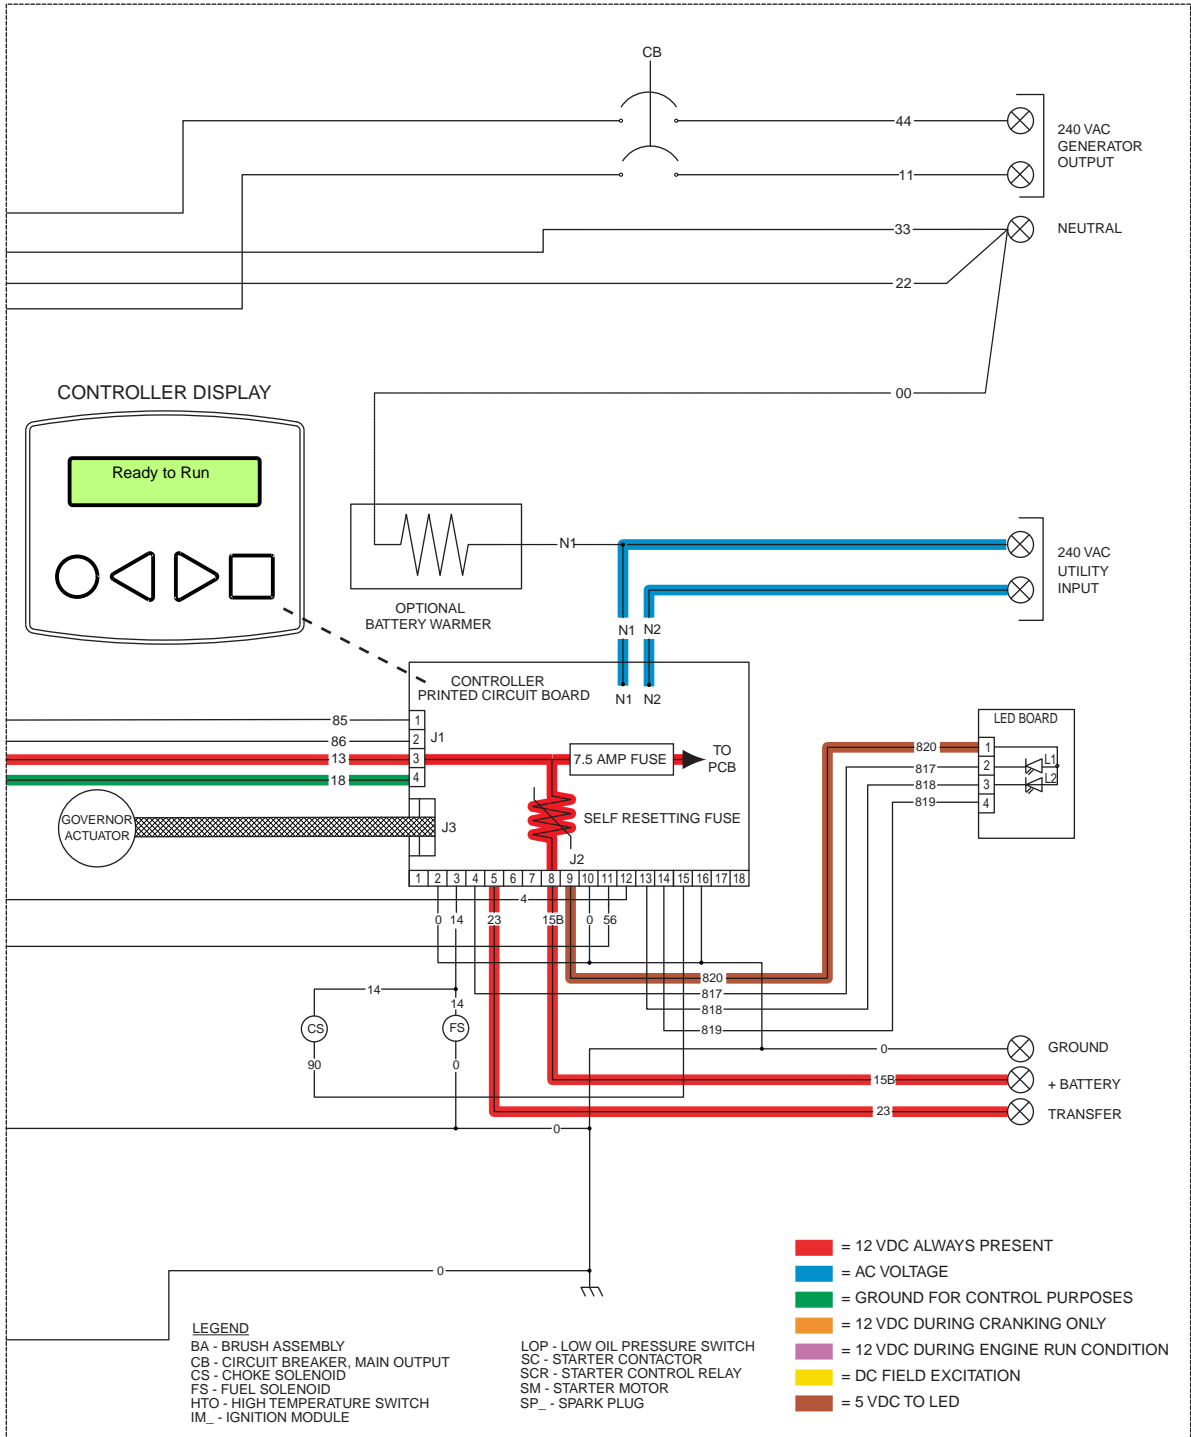 CB
44
240 VAC
GENERATOR
OUTPUT
11
33
NEUTRAL
22
CONTROLLER DISPLAY
00
Ready to Run
N1
240 VAC
UTILITY
INPUT
OPTIONAL
BATTERY WARMER
N1 N2
CONTROLLER
PRINTED CIRCUIT BOARD
N1 N2
85
1
LED BOARD
86
2
J1
820
1
13
3
7.5 AMP FUSE
TO
PCB
817
2
L1
18
4
818
3
L2
819
4
GOVERNOR
ACTUATOR
J3
SELF RESETTING FUSE
J2
1 2 3 4 5 6 7 8 9 10 11 12 13 14 15 16 17 18
4
0 14 23 15B 0 56
820
14
817
14
818
CS
FS
819
90
0
0
GROUND
15B
+ BATTERY
23
TRANSFER
0
0
= 12 VDC ALWAYS PRESENT
= AC VOLTAGE
= GROUND FOR CONTROL PURPOSES
= 12 VDC DURING CRANKING ONLY
= 12 VDC DURING ENGINE RUN CONDITION
= DC FIELD EXCITATION
= 5 VDC TO LED
LEGEND
BA - BRUSH ASSEMBLY
CB - CIRCUIT BREAKER, MAIN OUTPUT
CS - CHOKE SOLENOID
FS - FUEL SOLENOID
HTO - HIGH TEMPERATURE SWITCH
IM_ - IGNITION MODULE
LOP - LOW OIL PRESSURE SWITCH
SC - STARTER CONTACTOR
SCR - STARTER CONTROL RELAY
SM - STARTER MOTOR
SP_ - SPARK PLUG